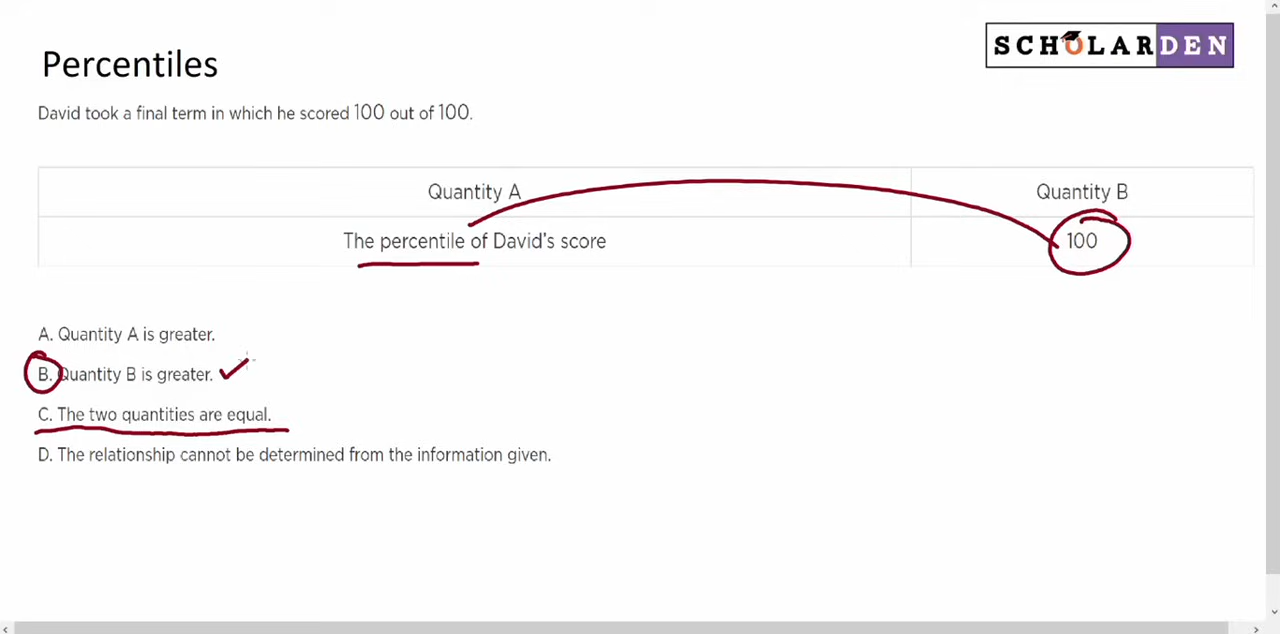 SCHOLARDEN
Percentiles
David took a final term in which he scored 100 out of 100.
Quantity A
Quantity B
The percentile of David's score
100
A. Quantity A is greater.
B. Quantity B is greater.
C. The two quantities are equal.
D. The relationship cannot be determined from the information given.